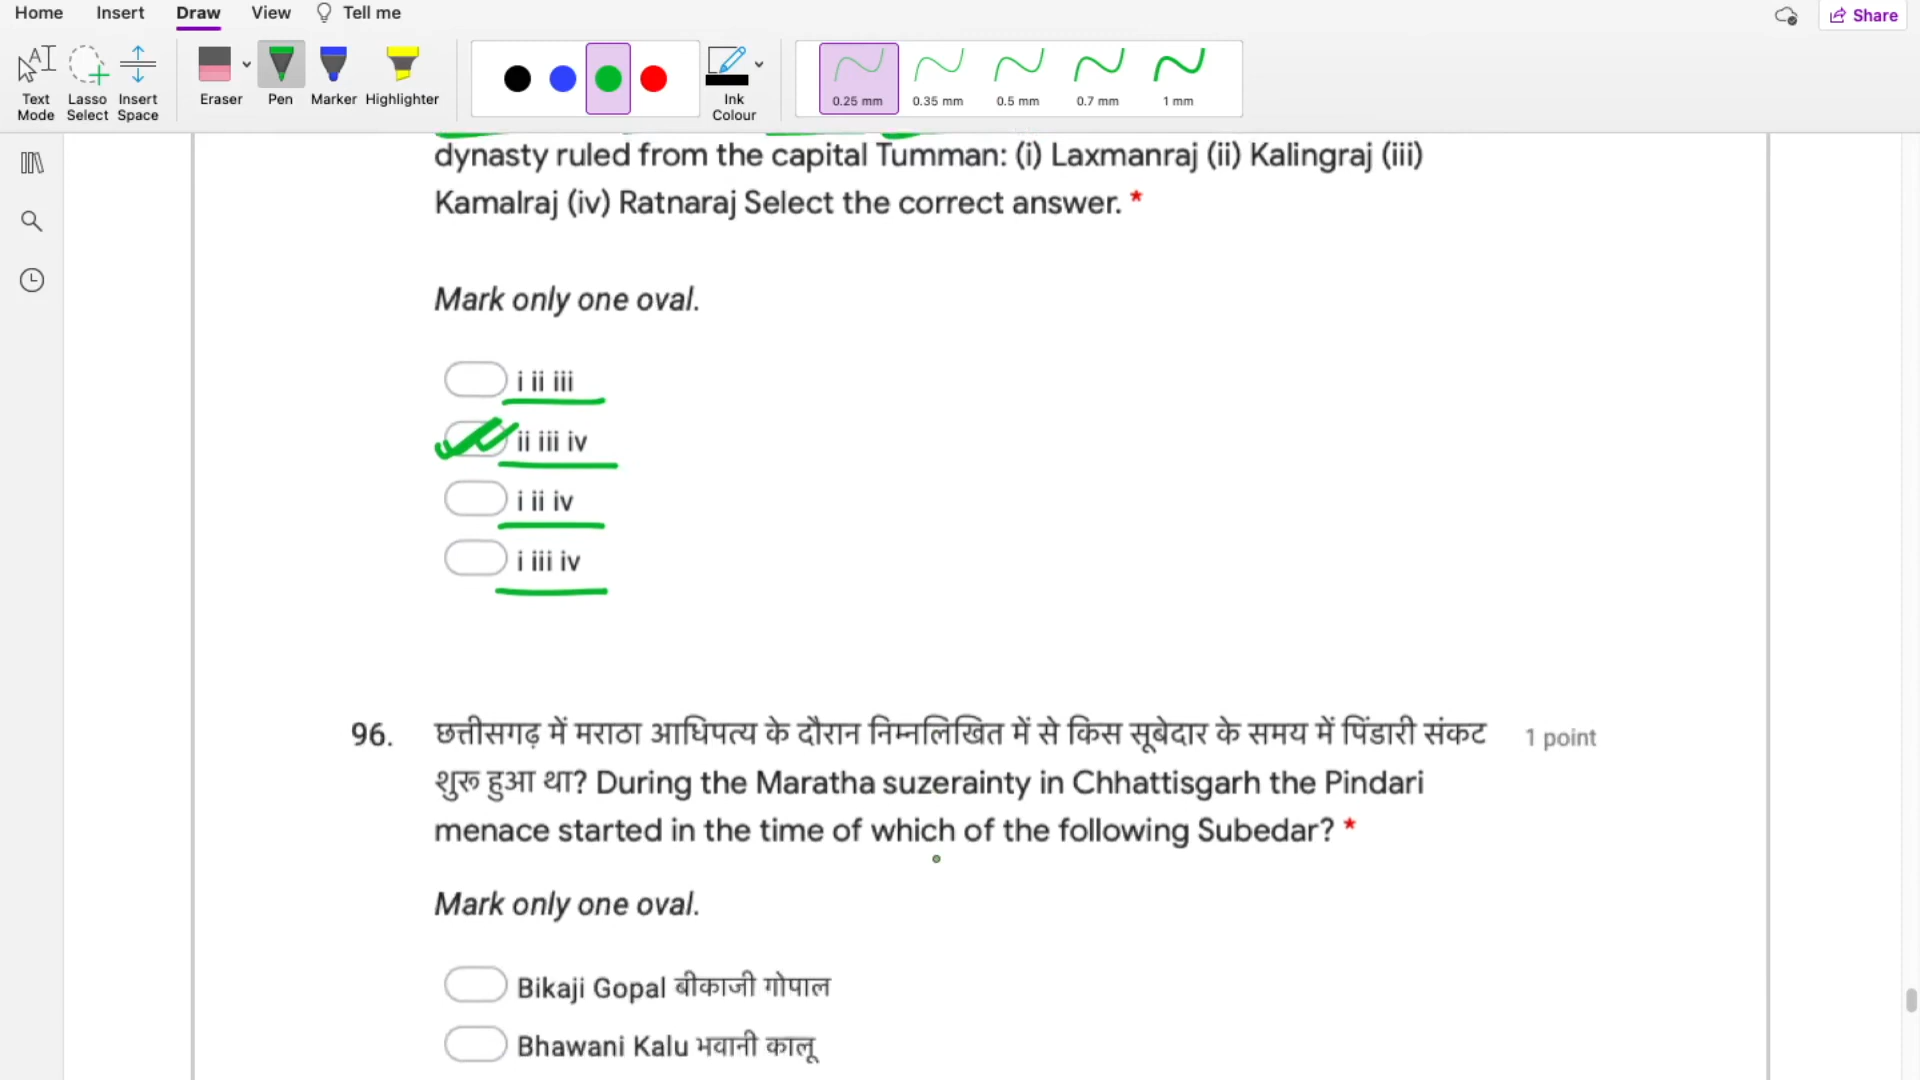 Home Insert Draw View Tell me Share
Text Mode Lasso Select Insert Space Eraser Pen Marker Highlighter Ink Colour 0.25 mm 0.35 mm 0.5 mm 0.7 mm 1 mm
dynasty ruled from the capital Tumman: (i) Laxmanraj (ii) Kalingraj (iii)
Kamalraj (iv) Ratnaraj Select the correct answer. *
Mark only one oval.
i ii iii
ii iii iv
i ii iv
i iii iv
96. छत्तीसगढ़ में मराठा आधिपत्य के दौरान निम्नलिखित में से किस सूबेदार के समय में पिंडारी संकट 1 point
शुरू हुआ था? During the Maratha suzerainty in Chhattisgarh the Pindari
menace started in the time of which of the following Subedar? *
Mark only one oval.
Bikaji Gopal बीकाजी गोपाल
Bhawani Kalu भवानी कालू